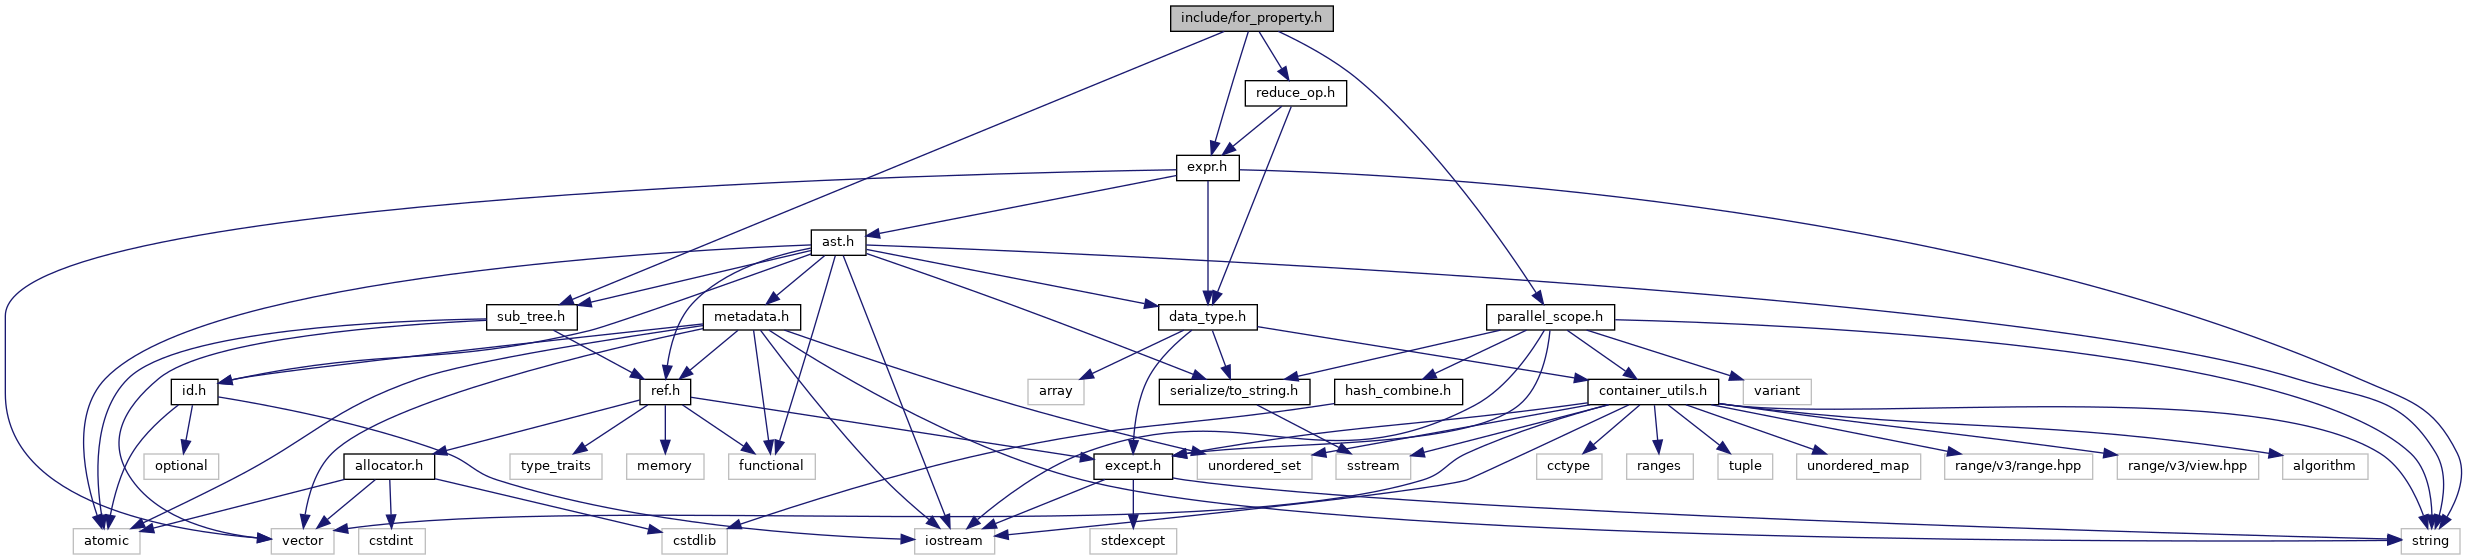 include/for_property.h
reduce_op.h
expr.h
ast.h
sub_tree.h
metadata.h
data_type.h
parallel_scope.h
id.h
ref.h
array
serialize/to_string.h
hash_combine.h
container_utils.h
variant
optional
allocator.h
type_traits
memory
functional
except.h
unordered_set
sstream
cctype
ranges
tuple
unordered_map
range/v3/range.hpp
range/v3/view.hpp
algorithm
atomic
vector
cstdint
cstdlib
iostream
stdexcept
string